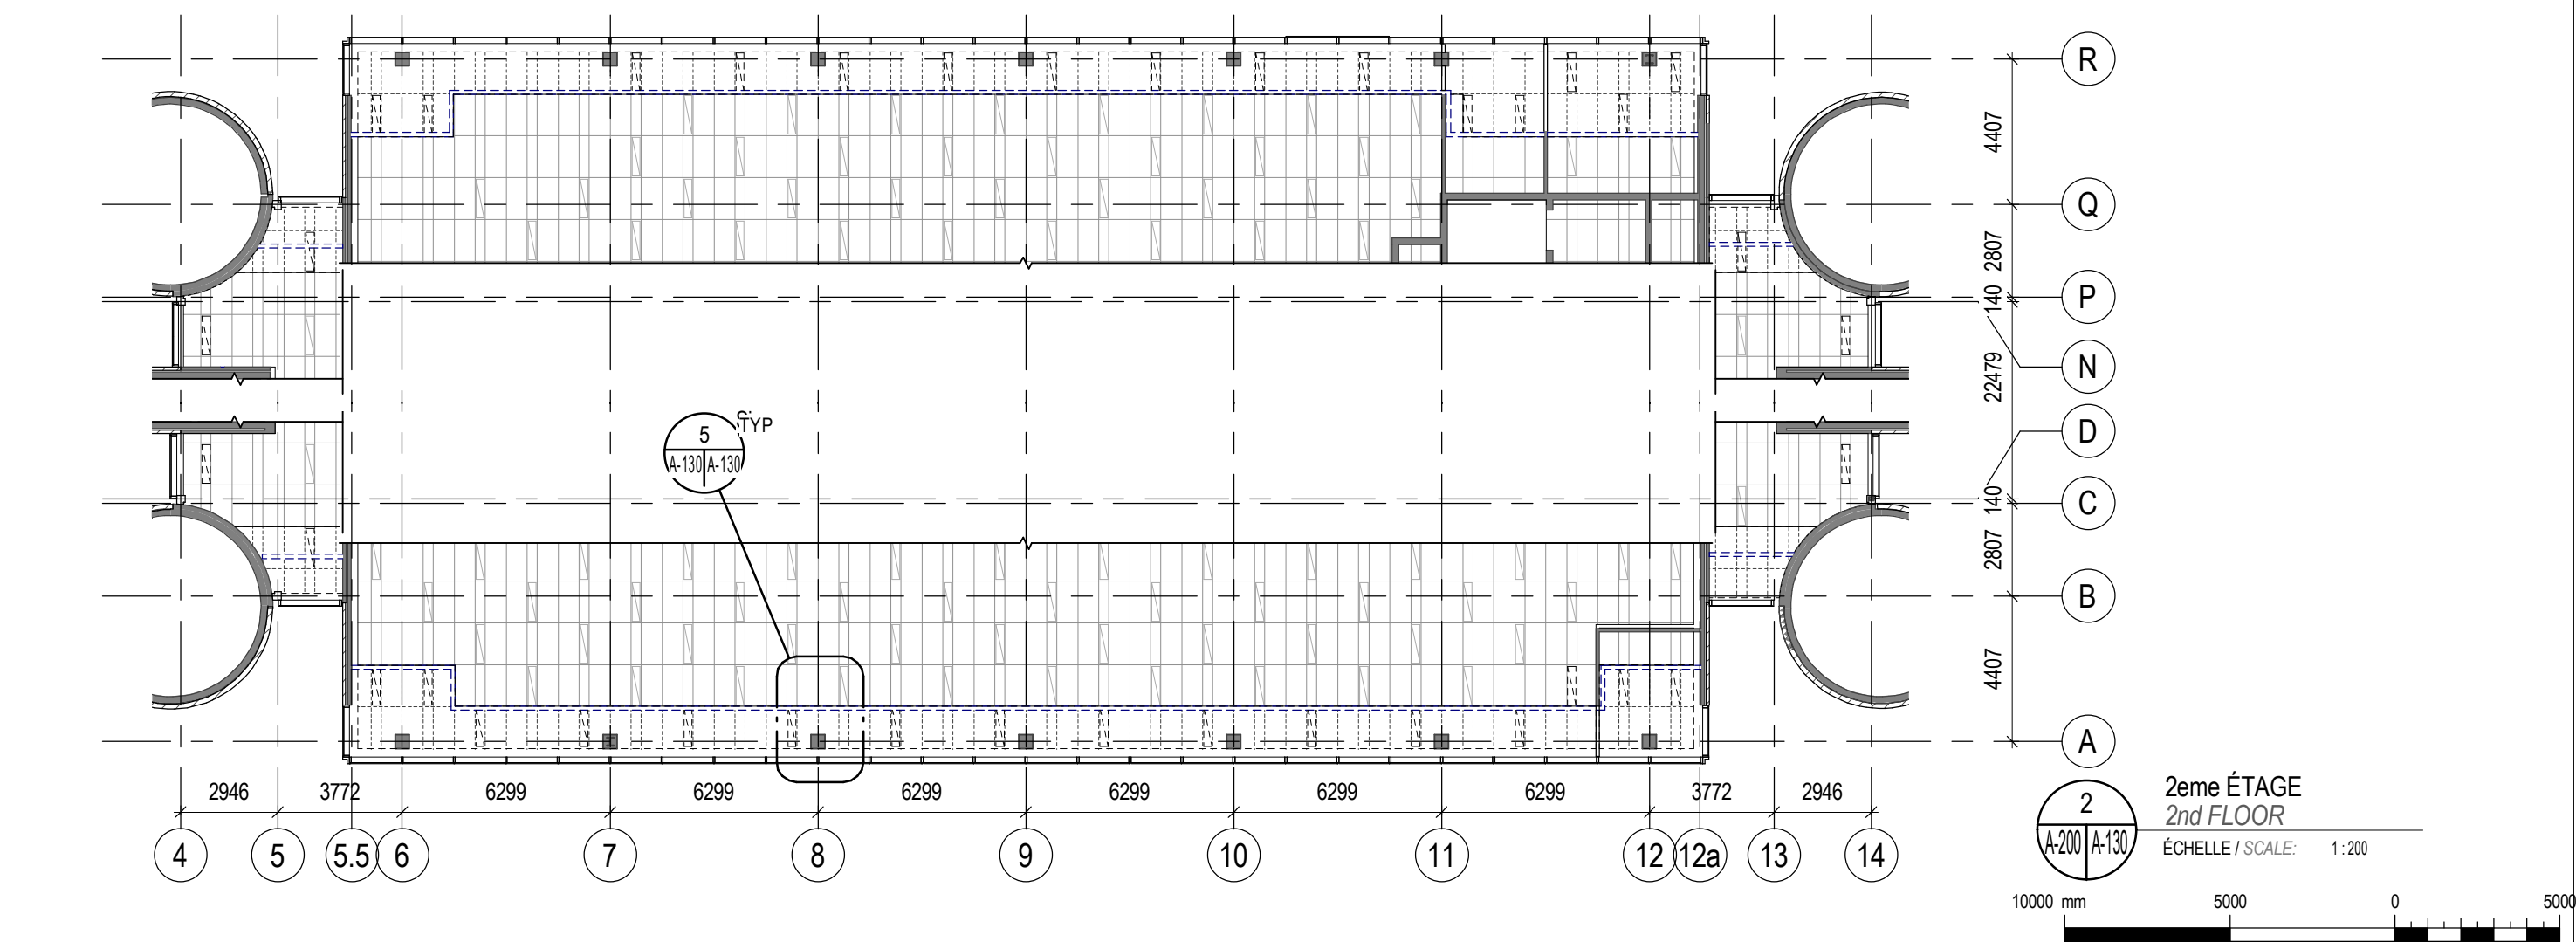 R
4407
Q
2807
P
140
N
22479
D
140
C
2807
B
4407
A
5
TYP
A-130 A-130
2946 3772 6299 6299 6299 6299 6299 6299 3772 2946
4 5 5.5 6 7 8 9 10 11 12 12a 13 14
2
A-200 A-130
2eme ÉTAGE
2nd FLOOR
ÉCHELLE / SCALE: 1 : 200
10000 mm 5000 0 5000